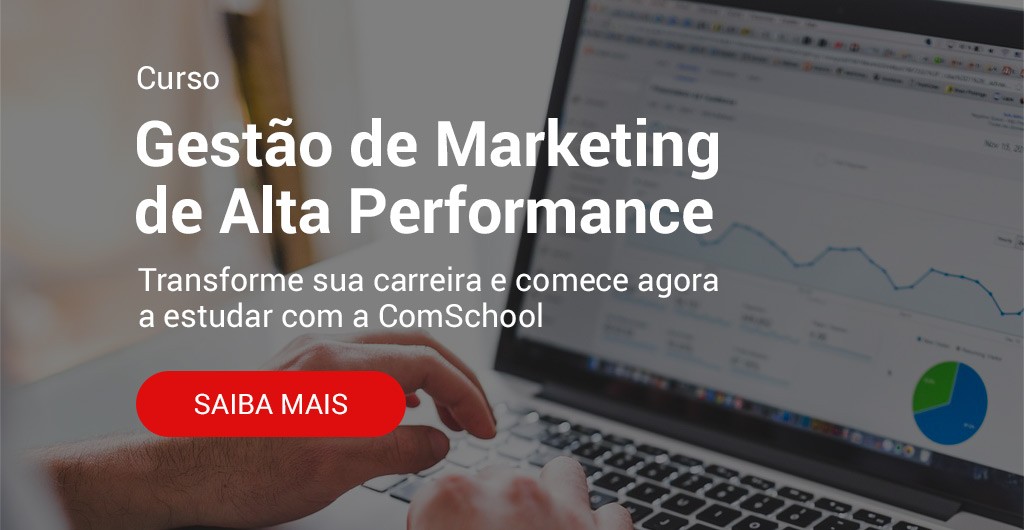 Curso
Gestão de Marketing
de Alta Performance
Transforme sua carreira e comece agora
a estudar com a ComSchool
SAIBA MAIS